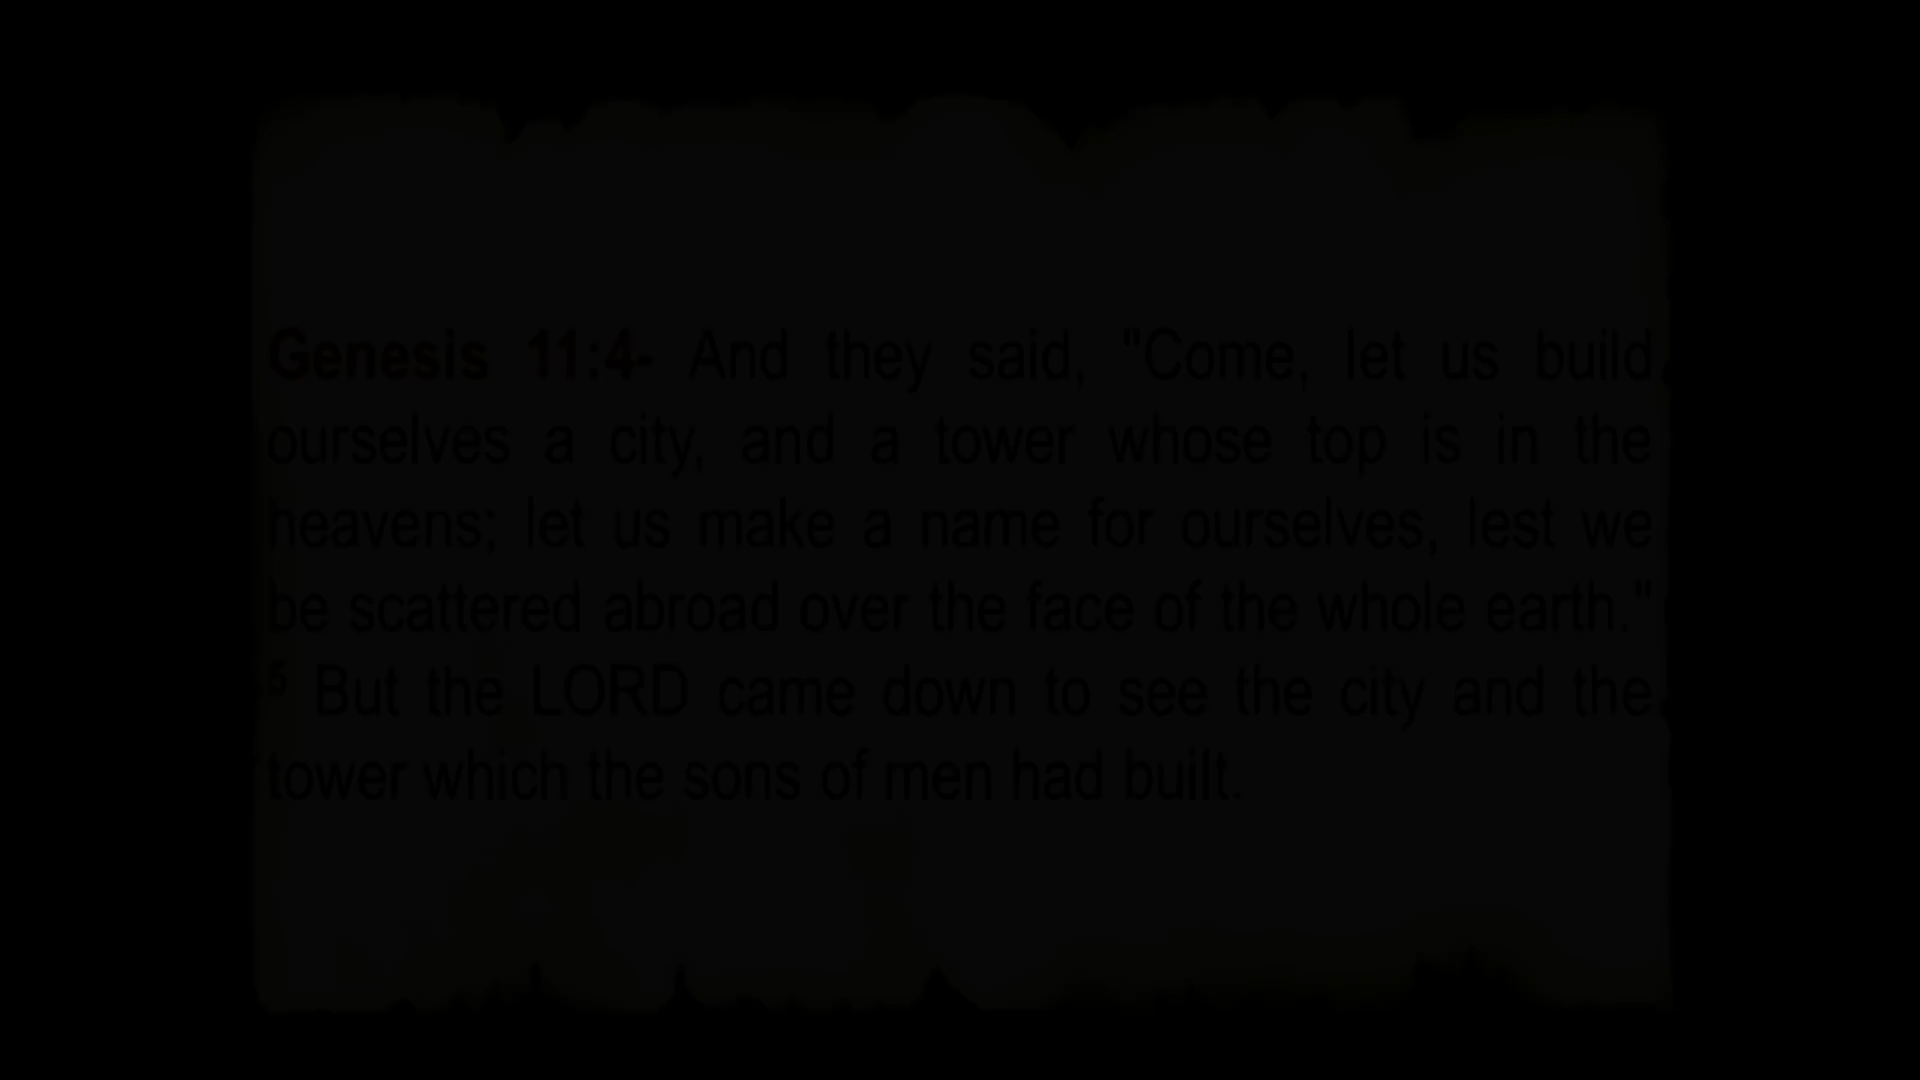 Genesis 11:4- And they said, "Come, let us build
ourselves a city, and a tower whose top is in the
heavens; let us make a name for ourselves, lest we
be scattered abroad over the face of the whole earth."
5 But the LORD came down to see the city and the
tower which the sons of men had built.